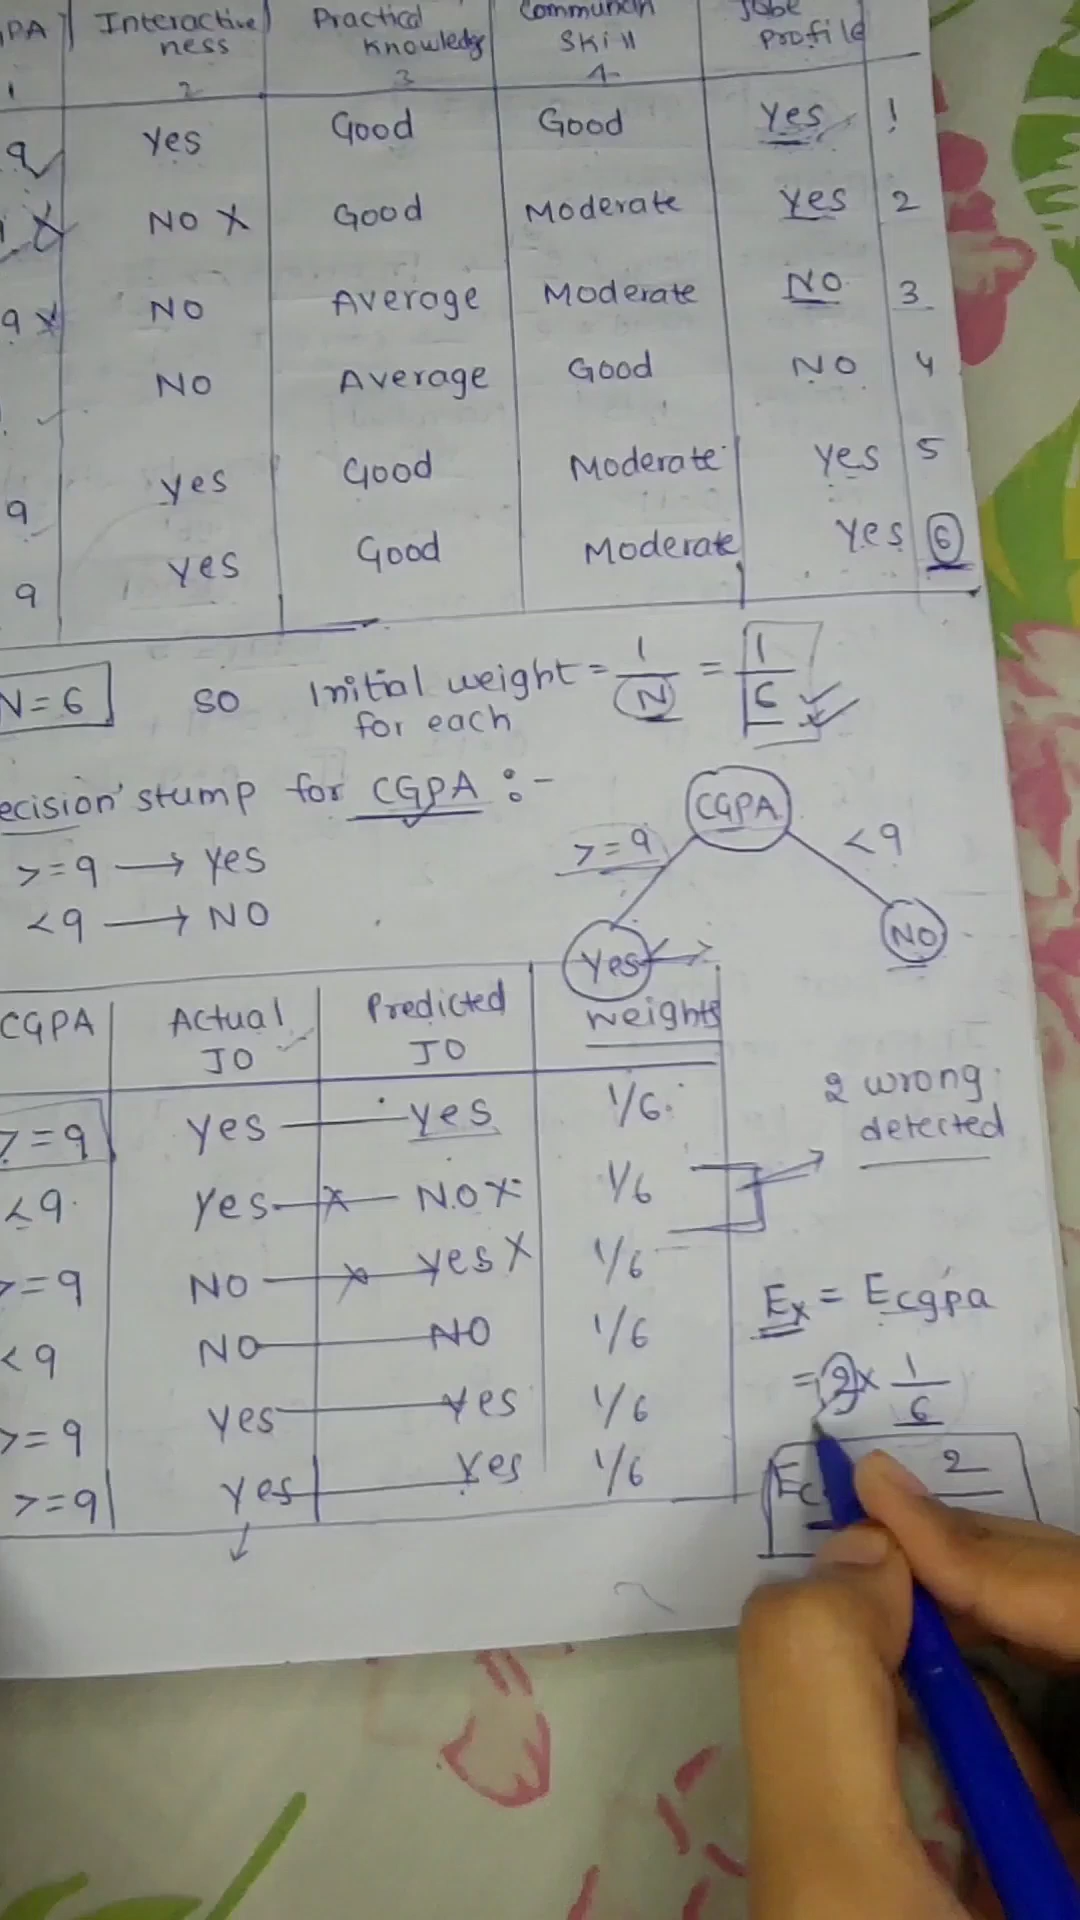 Interactive Practical Skill profile
ness Knowledge
1 2 3 4
9 Yes Good Good Yes 1
No X Good Moderate Yes 2
9 x No Average Moderate No 3
No Average Good No 4
9 Yes Good Moderate Yes 5
9 Yes Good Moderate Yes 6
N = 6 so Initial weight = 1/N = 1/6
for each
ecision stump for CGPA :-
>=9 → Yes
<9 → NO
CGPA
>=9 <9
Yes NO
CGPA Actual JO Predicted JO Weights
>=9 Yes Yes 1/6
<9 Yes x NO x 1/6
>=9 NO x Yes x 1/6
<9 NO NO 1/6
>=9 Yes Yes 1/6
>=9 Yes Yes 1/6
2 wrong
detected
Ex = Ecgpa
= 2 x 1/6
2